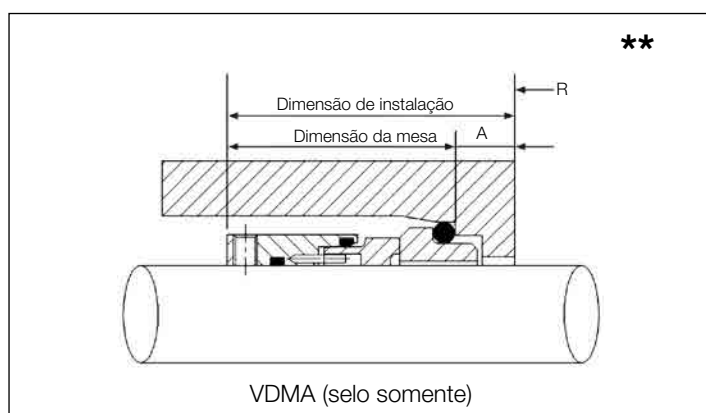 **
R
Dimensão de instalação
Dimensão da mesa
A
VDMA (selo somente)